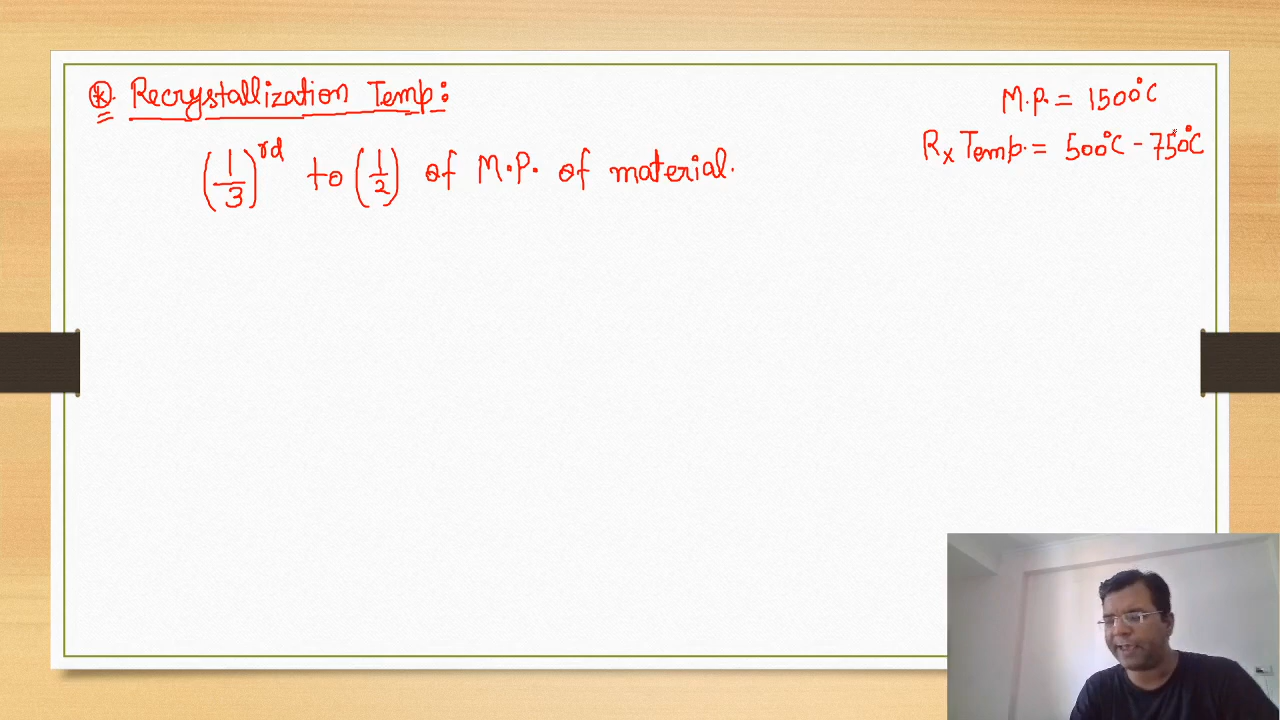 * Recrystallization Temp:
(1/3)rd to (1/2) of M.P. of material.
M.P. = 1500°C
Rx Temp. = 500°C - 750°C